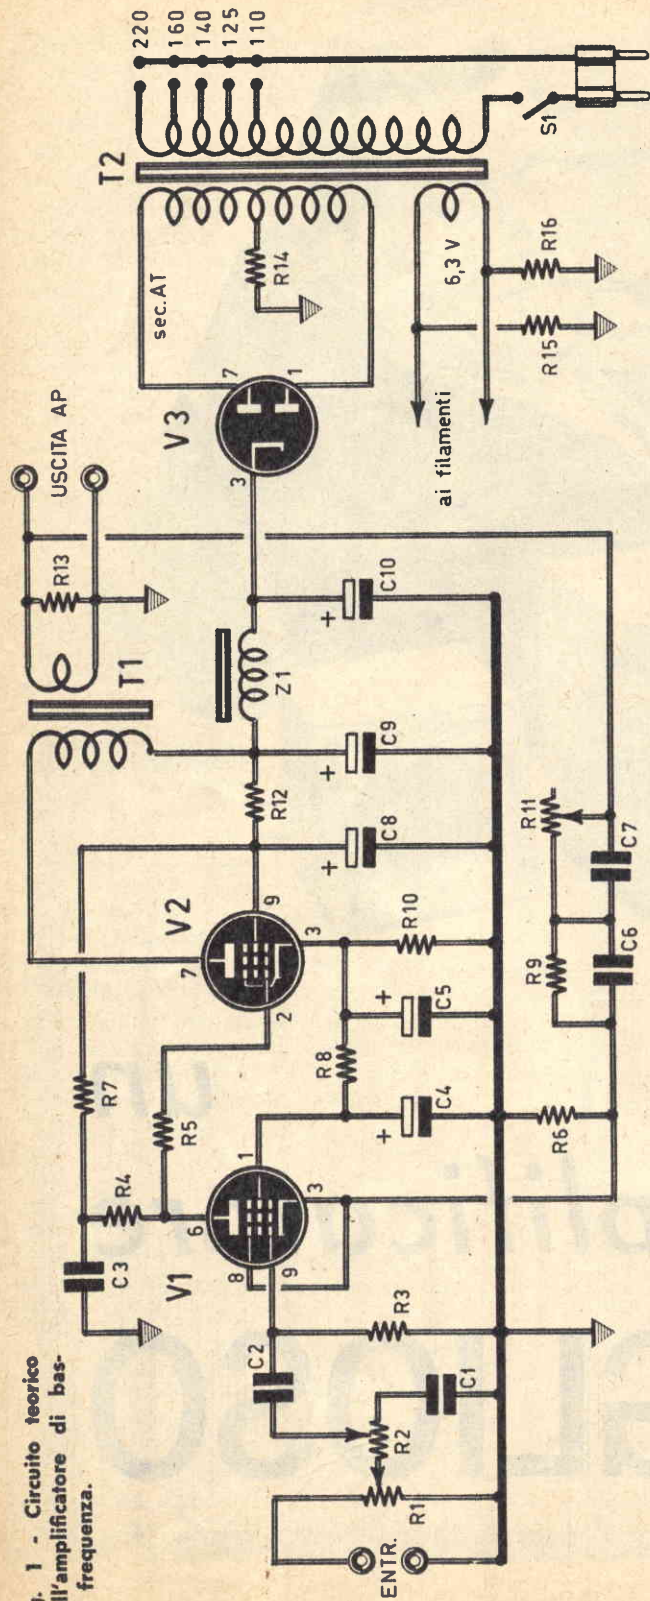 1 - Circuito teorico
ll'amplificatore di bas-
frequenza.
ENTR.
R1
R2
C1
C2
R3
V1
8
9
6
1
3
C3
R4
R5
R7
R8
C4
C5
R6
R10
V2
7
2
9
3
R12
C8
C9
C10
Z1
T1
R13
USCITA AP
R9
C6
R11
C7
V3
3
7
1
sec. AT
R14
T2
220
160
140
125
110
S1
6,3 V
ai filamenti
R15
R16